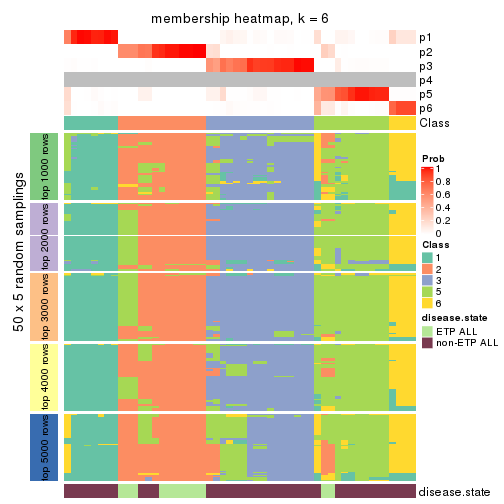 membership heatmap, k = 6
p1
p2
p3
p4
p5
p6
Class
50 x 5 random samplings
top 1000 rows
top 2000 rows
top 3000 rows
top 4000 rows
top 5000 rows
disease.state
Prob
1
0.8
0.6
0.4
0.2
0
Class
1
2
3
5
6
disease.state
ETP ALL
non-ETP ALL